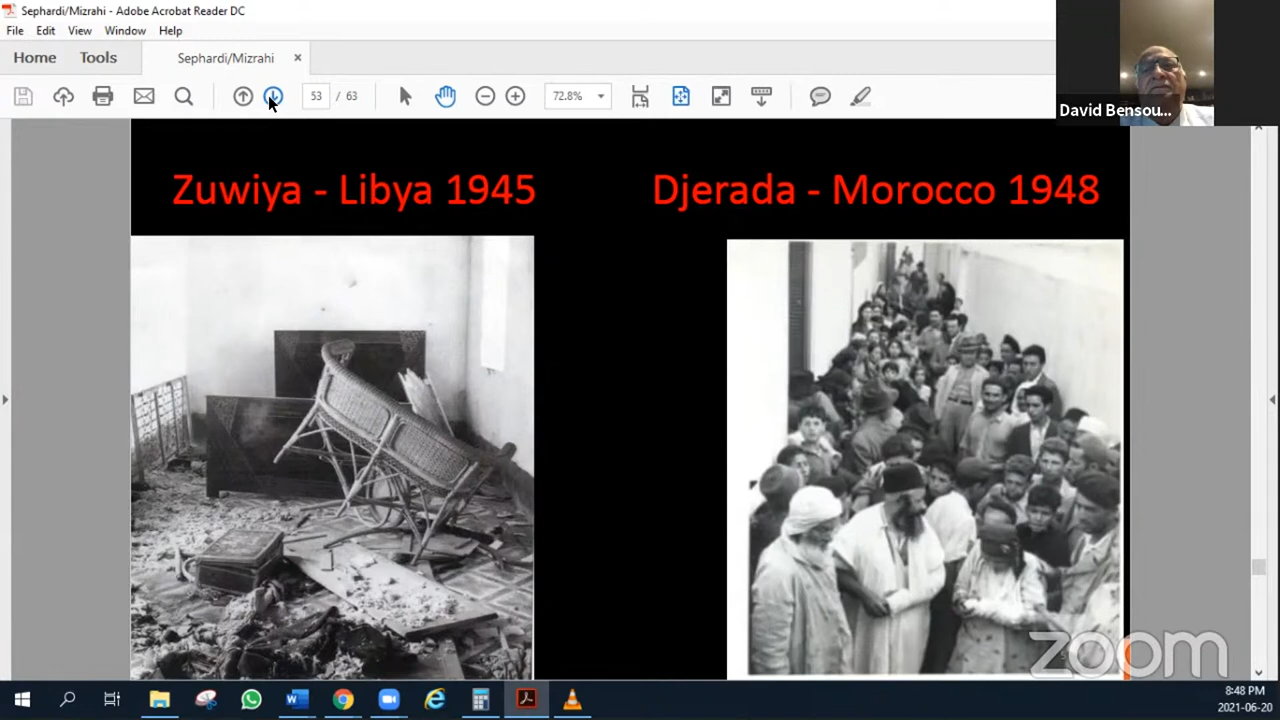 Sephardi/Mizrahi - Adobe Acrobat Reader DC
File Edit View Window Help
Home Tools Sephardi/Mizrahi ×
53 / 63 72.8%
David Bensou...
Zuwiya - Libya 1945 Djerada - Morocco 1948
zoom
8:48 PM
2021-06-20